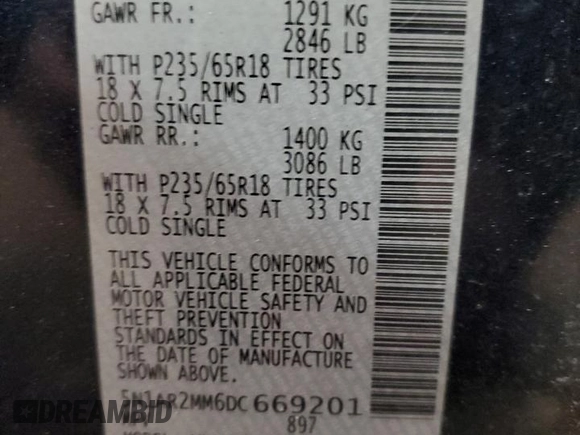 GAWR FR.: 1291 KG
2846 LB
WITH P235/65R18 TIRES
18 X 7.5 RIMS AT 33 PSI
COLD SINGLE
GAWR RR.: 1400 KG
3086 LB
WITH P235/65R18 TIRES
18 X 7.5 RIMS AT 33 PSI
COLD SINGLE
THIS VEHICLE CONFORMS TO
ALL APPLICABLE FEDERAL
MOTOR VEHICLE SAFETY AND
THEFT PREVENTION
STANDARDS IN EFFECT ON
THE DATE OF MANUFACTURE
SHOWN ABOVE.
5N1AR2MM6DC669201
897
DREAMBID